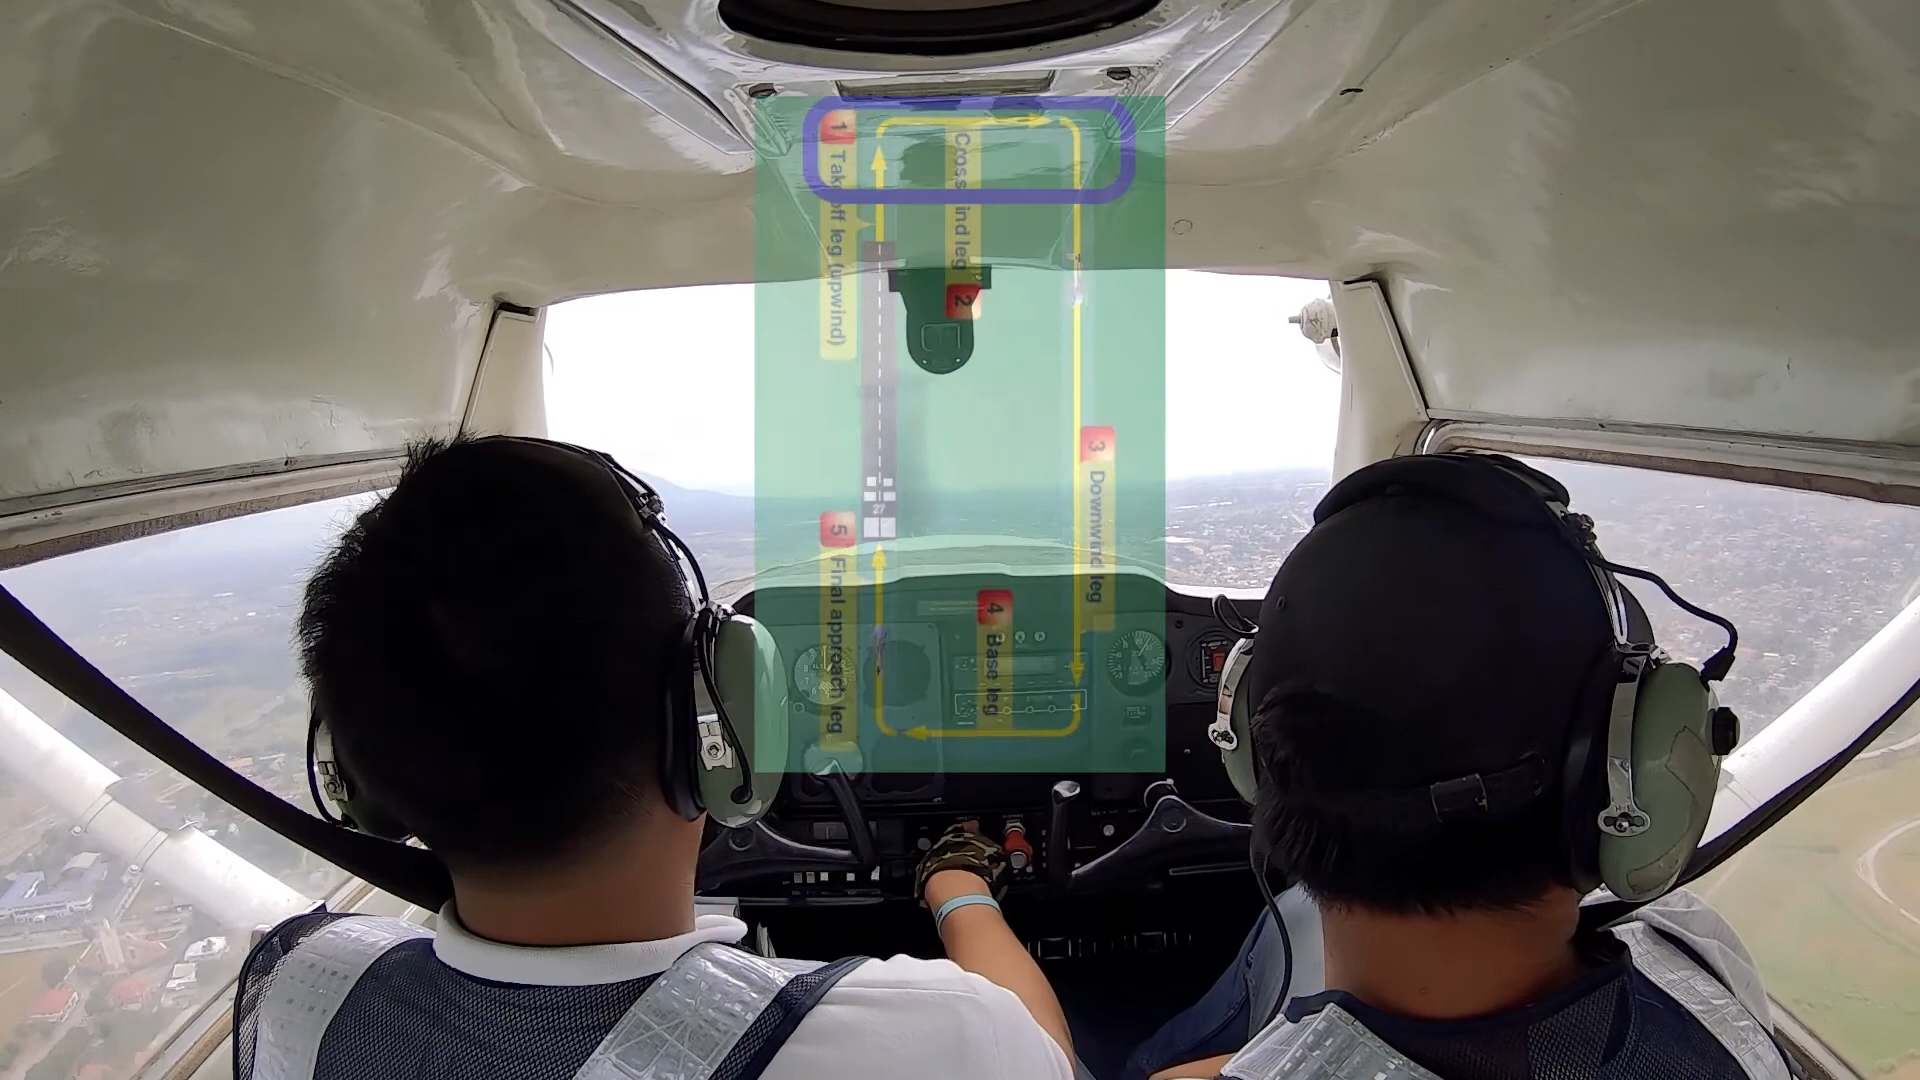 1 Takeoff leg (upwind)
Crosswind leg 2
3 Downwind leg
27
5 Final approach leg
4 Base leg